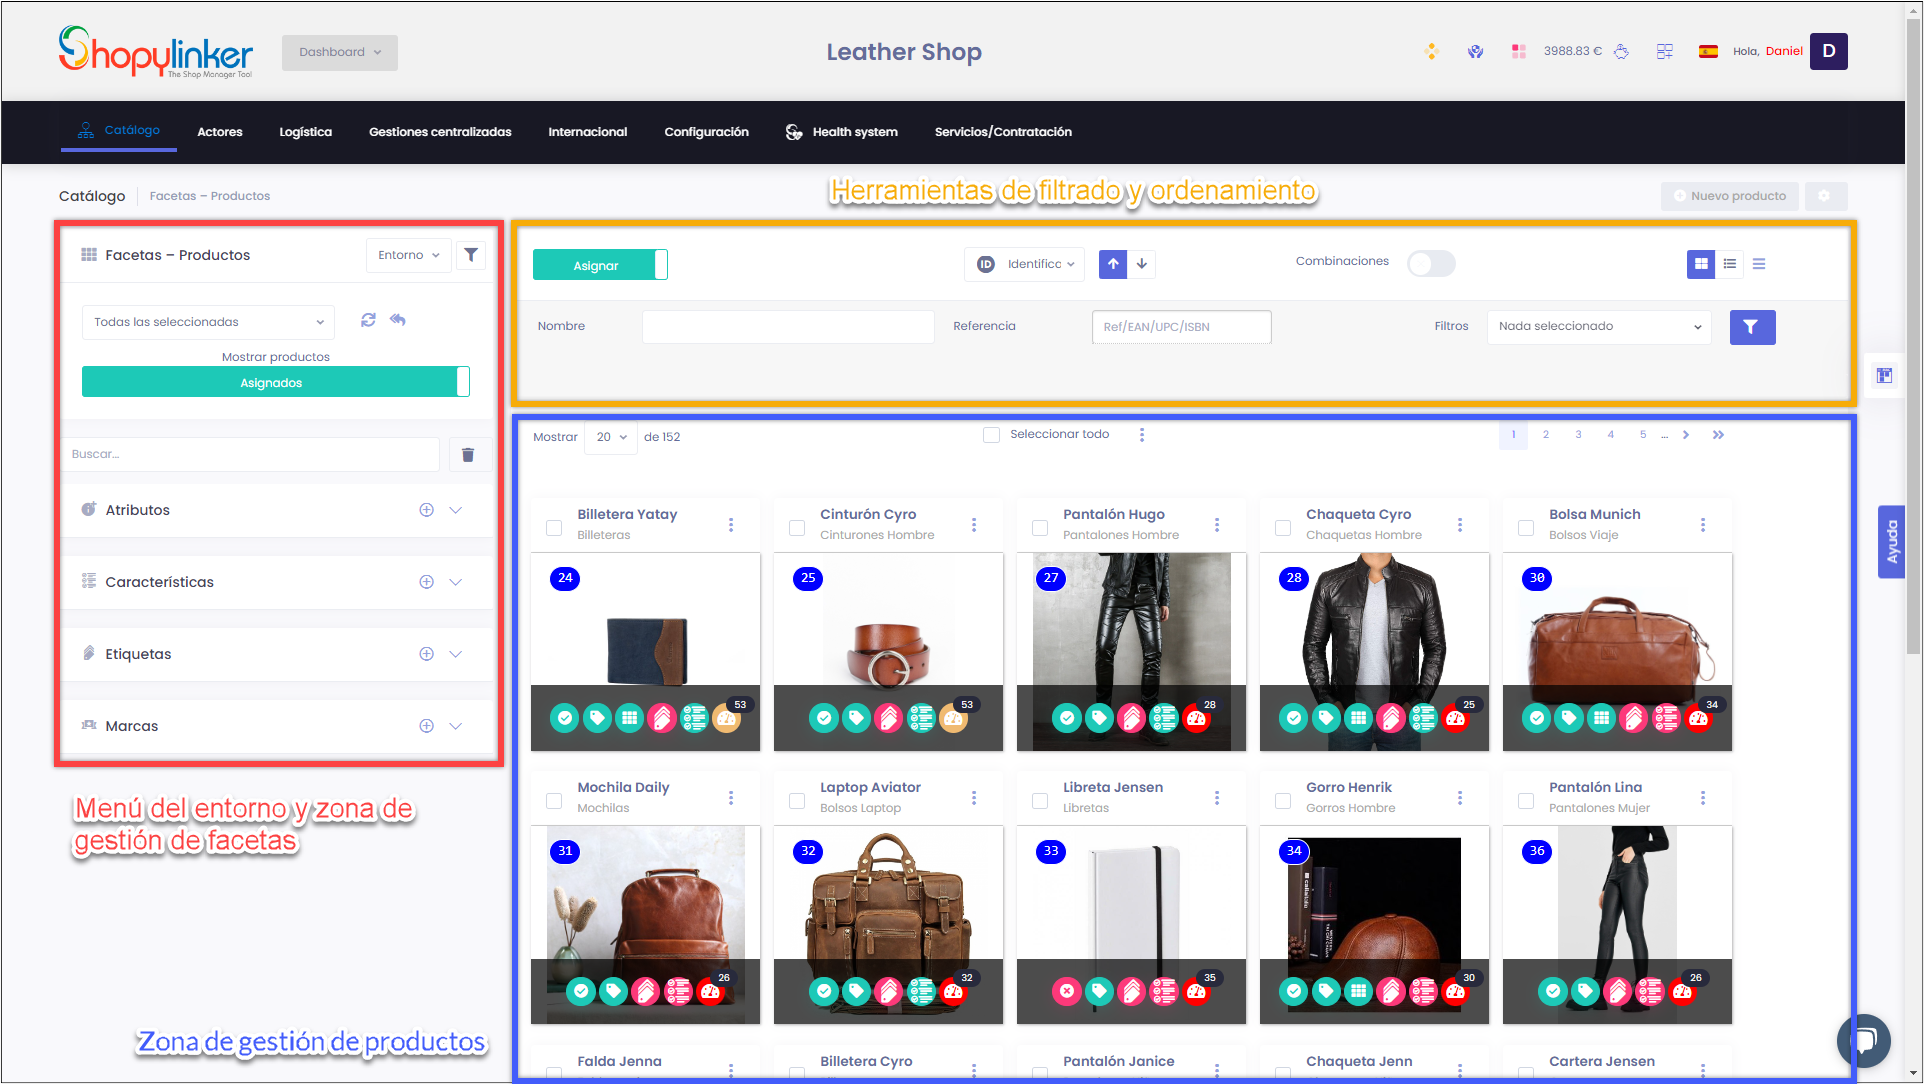 Shopylinker
The Shop Manager Tool
Dashboard
Leather Shop
3988.83 €
Hola, Daniel
D
Catálogo
Actores
Logística
Gestiones centralizadas
Internacional
Configuración
Health system
Servicios/Contratación
Catálogo
Facetas – Productos
Herramientas de filtrado y ordenamiento
Nuevo producto
Facetas – Productos
Entorno
Todas las seleccionadas
Mostrar productos
Asignados
Buscar...
Atributos
Características
Etiquetas
Marcas
Menú del entorno y zona de
gestión de facetas
Zona de gestión de productos
Asignar
ID Identific
Combinaciones
Nombre
Referencia
Ref/EAN/UPC/ISBN
Filtros
Nada seleccionado
Ayuda
Mostrar 20 de 152
Seleccionar todo
1 2 3 4 5 ...
Billetera Yatay
Billeteras
24
53
Cinturón Cyro
Cinturones Hombre
25
53
Pantalón Hugo
Pantalones Hombre
27
28
Chaqueta Cyro
Chaquetas Hombre
28
25
Bolsa Munich
Bolsos Viaje
30
34
Mochila Daily
Mochilas
31
26
Laptop Aviator
Bolsos Laptop
32
32
Libreta Jensen
Libretas
33
35
Gorro Henrik
Gorros Hombre
34
30
Pantalón Lina
Pantalones Mujer
36
26
Falda Jenna
Billetera Cyro
Pantalón Janice
Chaqueta Jenn
Cartera Jensen